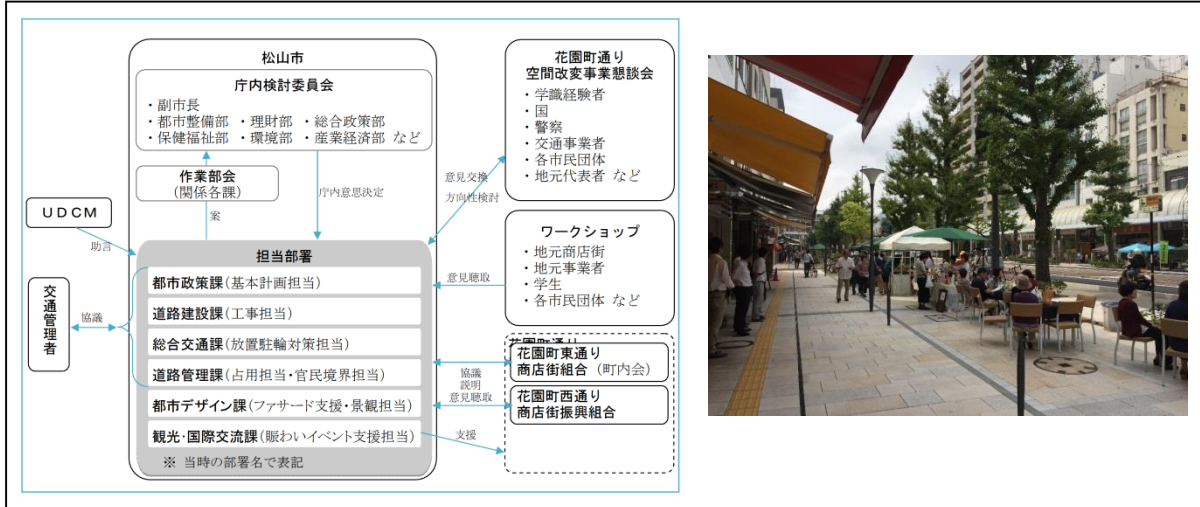 松山市
庁内検討委員会
・副市長
・都市整備部 ・理財部 ・総合政策部
・保健福祉部 ・環境部 ・産業経済部 など
作業部会
(関係各課)
案
庁内意思決定
UDCM
助言
交通管理者
協議
担当部署
都市政策課(基本計画担当)
道路建設課(工事担当)
総合交通課(放置駐輪対策担当)
道路管理課(占用担当・官民境界担当)
都市デザイン課(ファサード支援・景観担当)
観光・国際交流課(賑わいイベント支援担当)
※ 当時の部署名で表記
意見交換
方向性検討
意見聴取
協議
説明
意見聴取
支援
花園町通り
空間改変事業懇談会
・学識経験者
・国
・警察
・交通事業者
・各市民団体
・地元代表者 など
ワークショップ
・地元商店街
・地元事業者
・学生
・各市民団体 など
花園町通り
花園町東通り
商店街組合(町内会)
花園町西通り
商店街振興組合